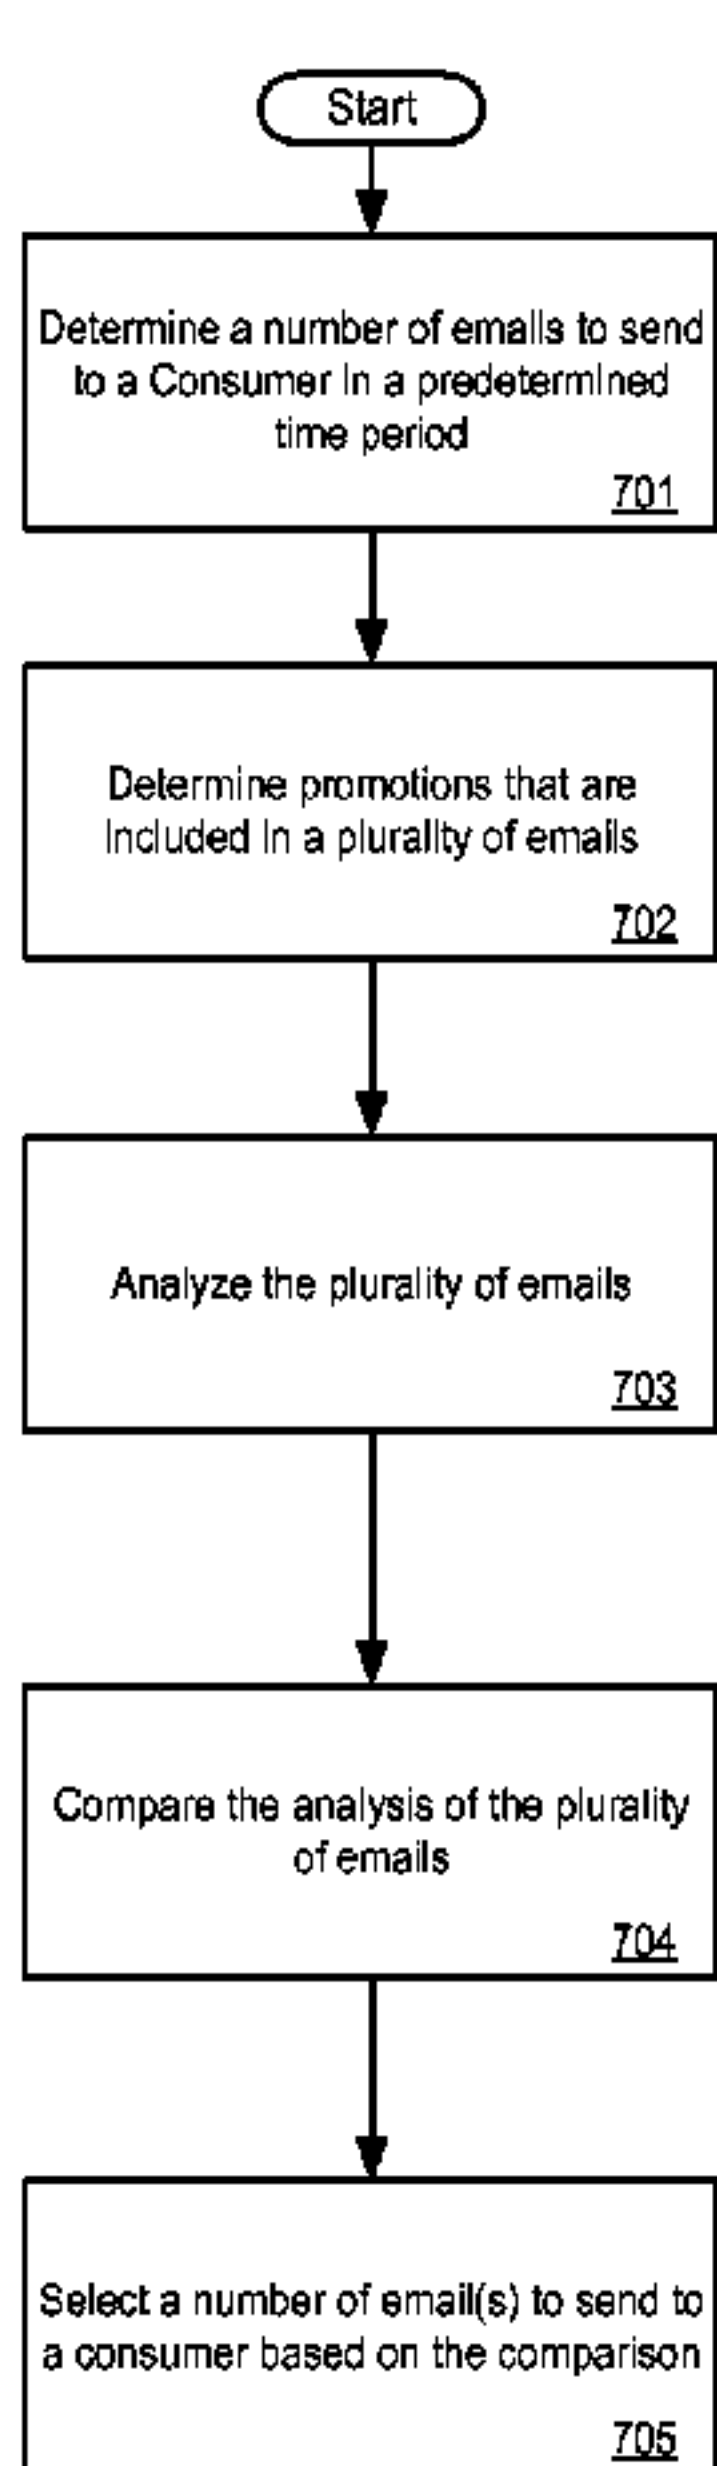 Start
Determine a number of emails to send
to a Consumer in a predetermined
time period
701
Determine promotions that are
included in a plurality of emails
702
Analyze the plurality of emails
703
Compare the analysis of the plurality
of emails
704
Select a number of email(s) to send to
a consumer based on the comparison
705